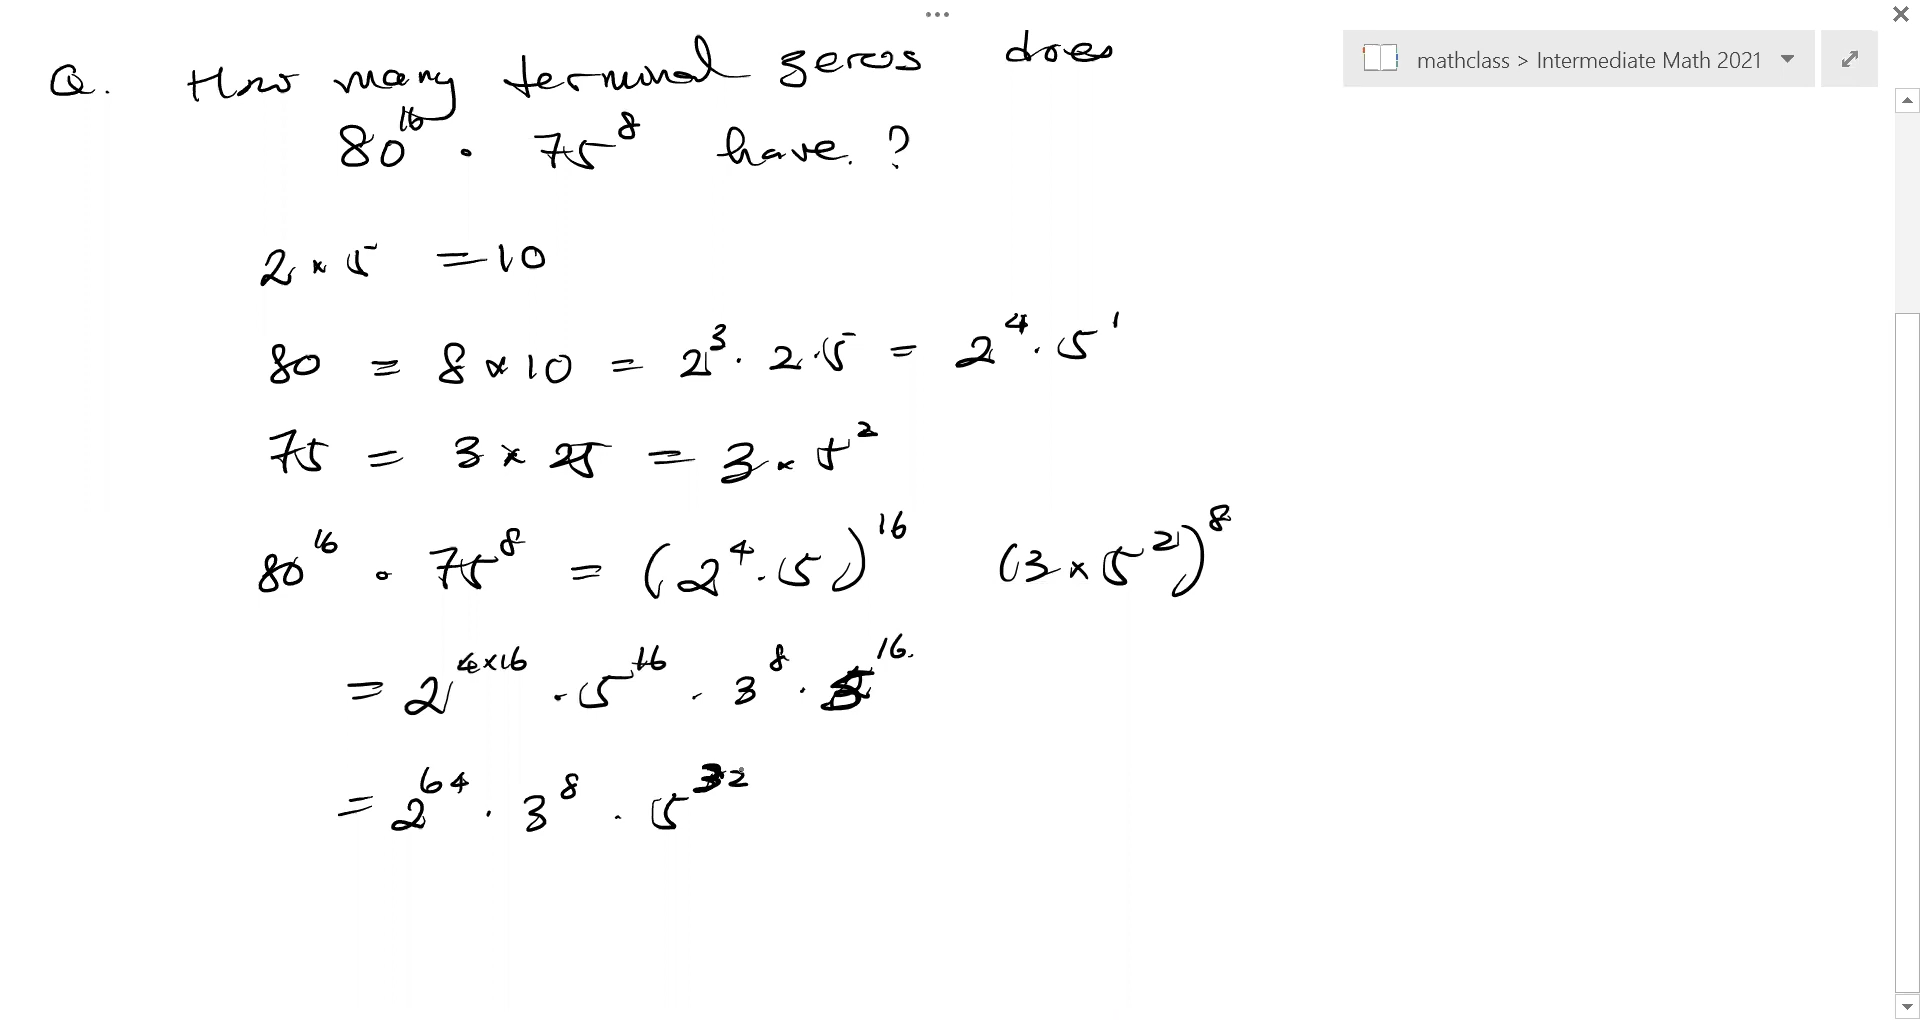 Q. How many terminal zeros does
mathclass > Intermediate Math 2021
80^16 · 75^8 have. ?
2 × 5 = 10
80 = 8 × 10 = 2^3 · 2·5 = 2^4 · 5^1
75 = 3 × 25 = 3 × 5^2
80^16 · 75^8 = (2^4 · 5)^16 (3 × 5^2)^8
= 2^4×16 · 5^16 · 3^8 · 5^16.
= 2^64 · 3^8 · 5^32